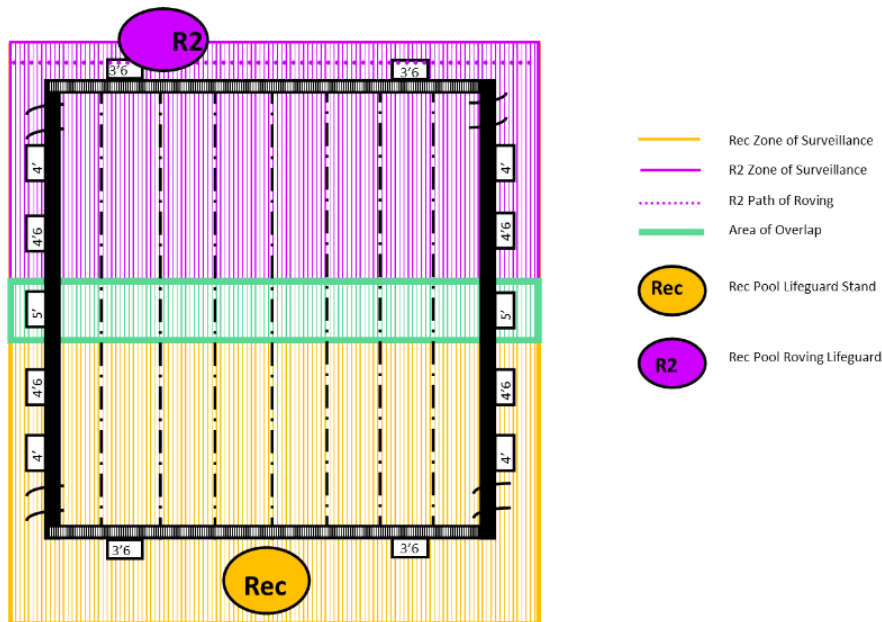 R2
3'6
3'6
4'
4'
4'6
4'6
5'
5'
4'6
4'6
4'
4'
3'6
3'6
Rec
Rec Zone of Surveillance
R2 Zone of Surveillance
R2 Path of Roving
Area of Overlap
Rec
Rec Pool Lifeguard Stand
R2
Rec Pool Roving Lifeguard